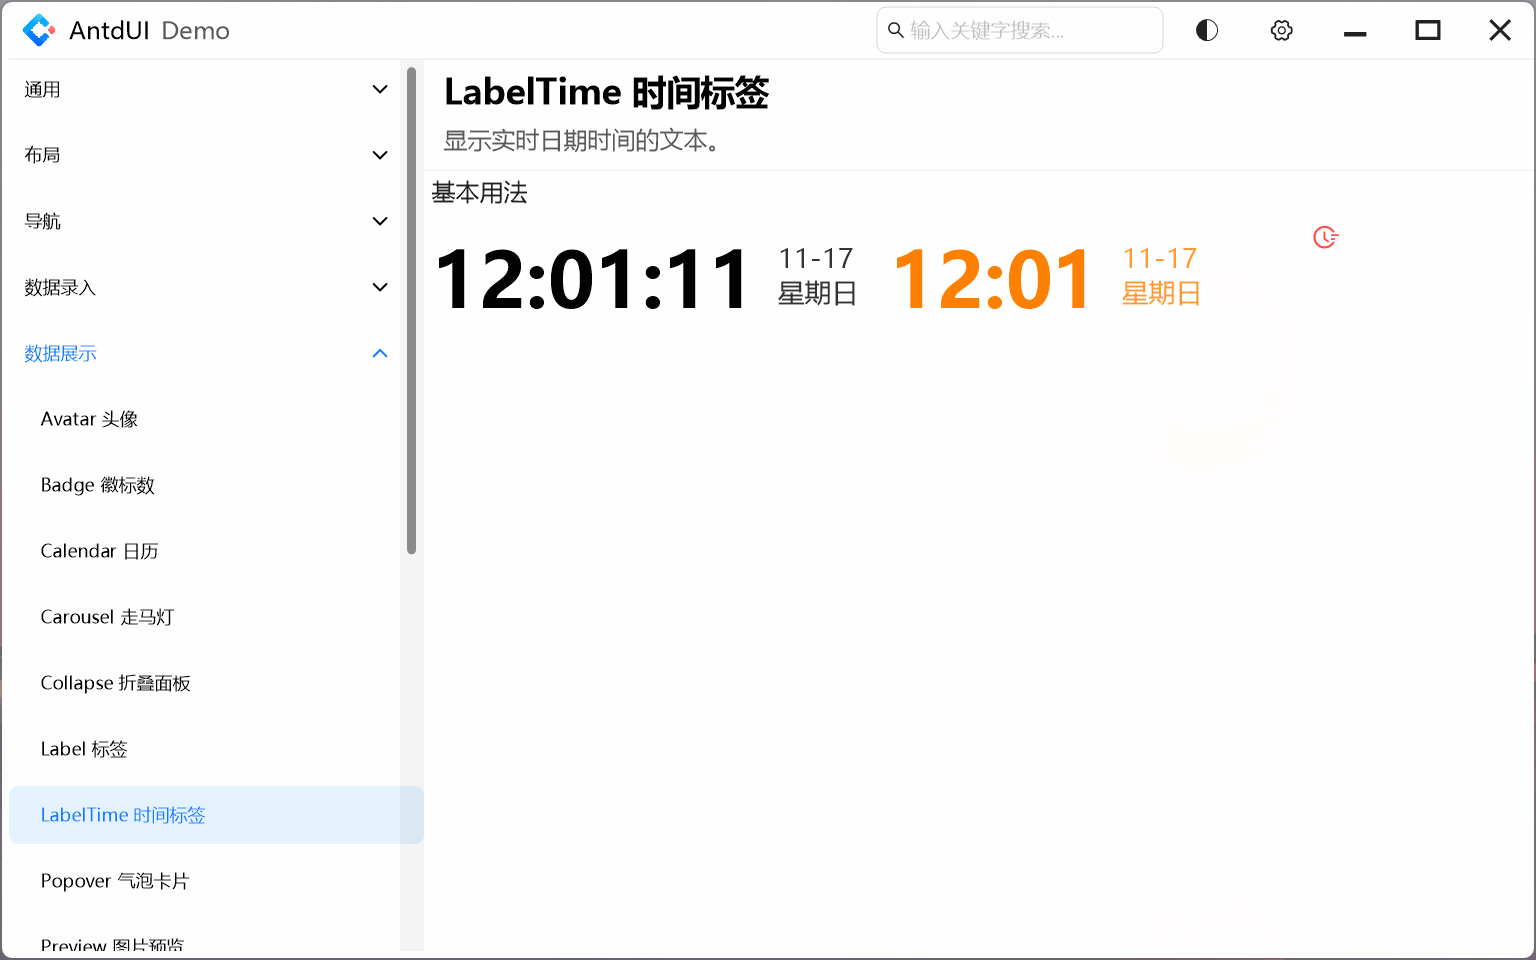 AntdUI Demo
输入关键字搜索...
通用
布局
导航
数据录入
数据展示
Avatar 头像
Badge 徽标数
Calendar 日历
Carousel 走马灯
Collapse 折叠面板
Label 标签
LabelTime 时间标签
Popover 气泡卡片
Preview 图片预览
LabelTime 时间标签
显示实时日期时间的文本。
基本用法
12:01:11
11-17
星期日
12:01
11-17
星期日